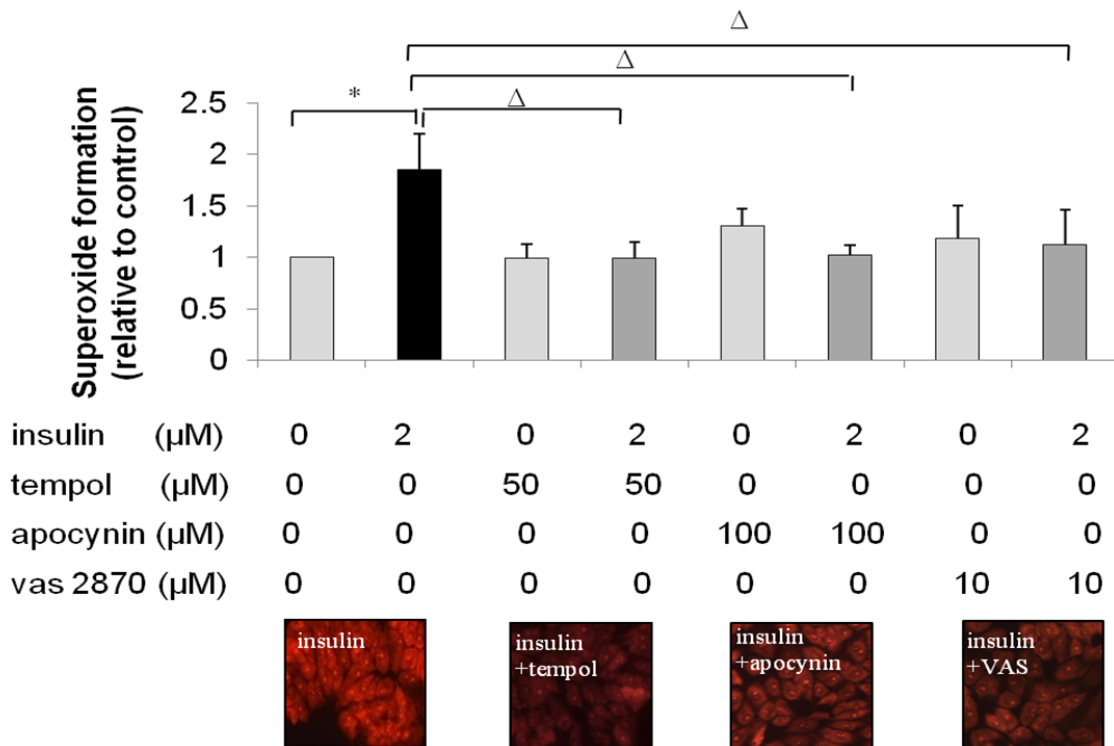 Δ
Δ
* Δ
Superoxide formation
(relative to control)
2.5
2
1.5
1
0.5
0
insulin (µM) 0 2 0 2 0 2 0 2
tempol (µM) 0 0 50 50 0 0 0 0
apocynin (µM) 0 0 0 0 100 100 0 0
vas 2870 (µM) 0 0 0 0 0 0 10 10
insulin
insulin
+tempol
insulin
+apocynin
insulin
+VAS